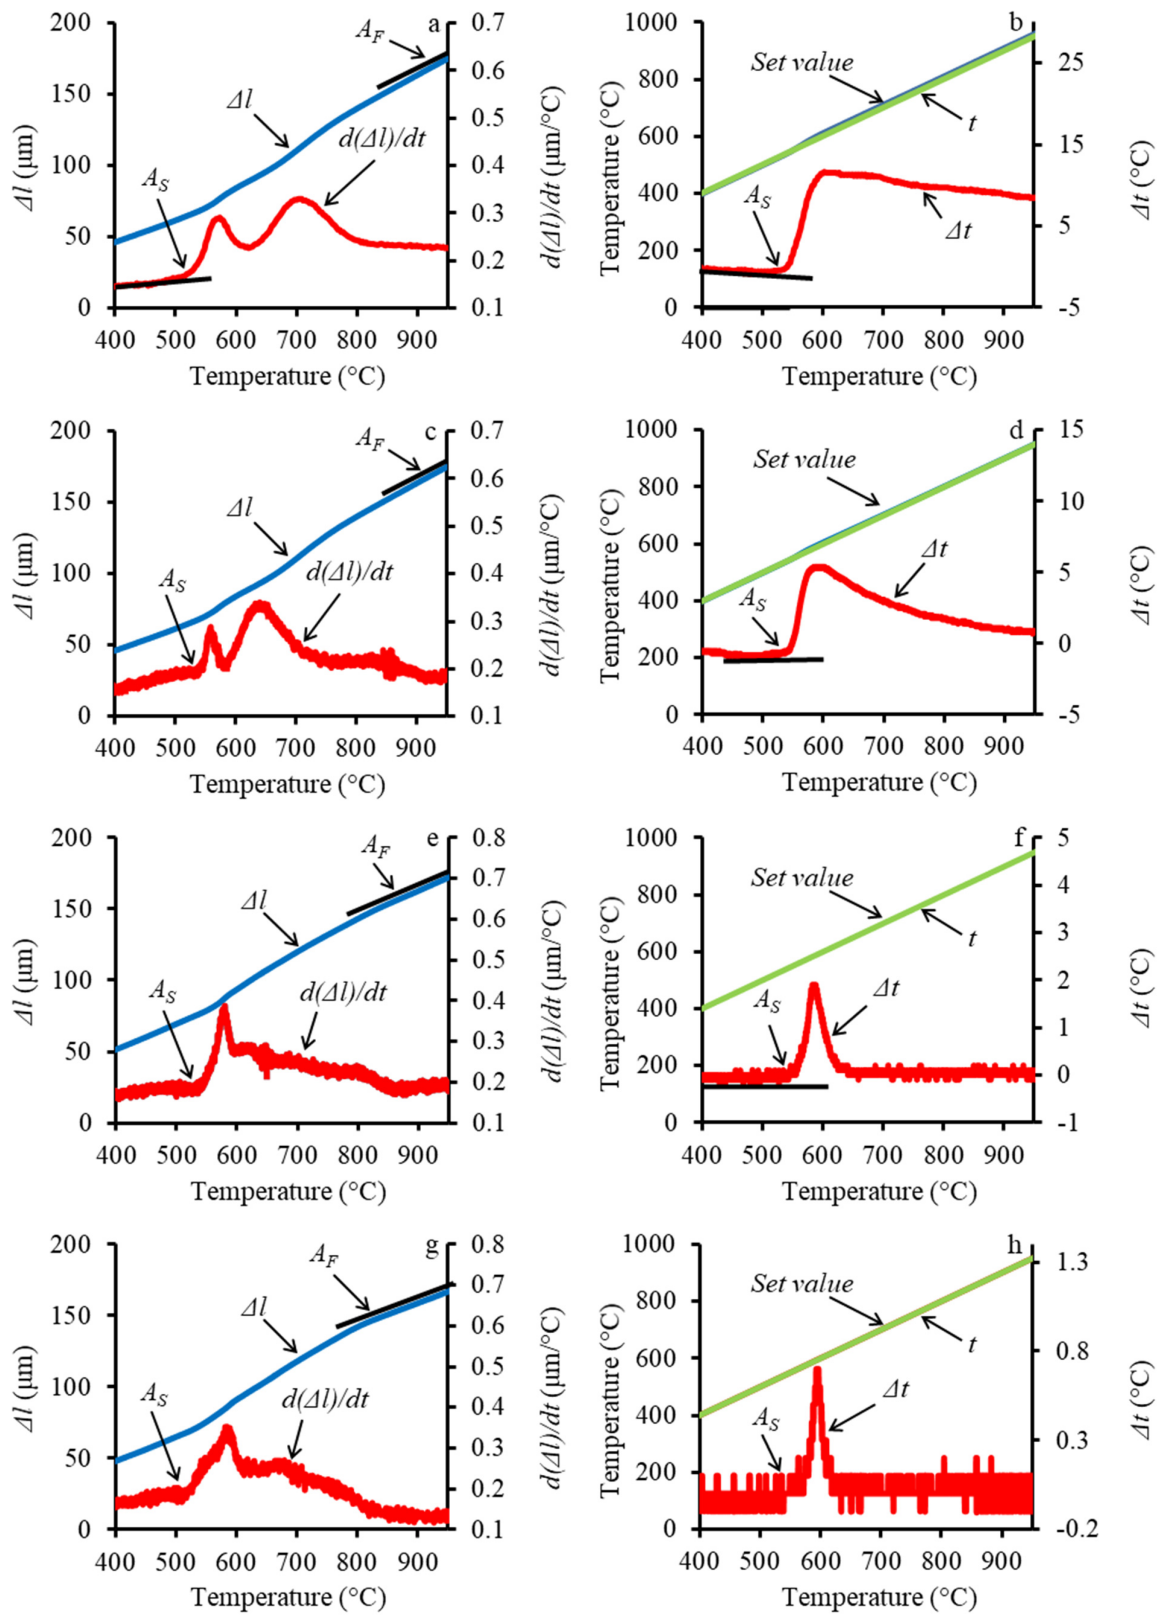 a
Δl (μm)
200
150
100
50
0
A_F
Δl
d(Δl)/dt
A_S
0.7
0.6
0.5
0.4
0.3
0.2
0.1
d(Δl)/dt (μm/°C)
400 500 600 700 800 900
Temperature (°C)
b
Temperature (°C)
1000
800
600
400
200
0
Set value
t
A_S
Δt
25
15
5
-5
Δt (°C)
400 500 600 700 800 900
Temperature (°C)
c
Δl (μm)
200
150
100
50
0
A_F
Δl
d(Δl)/dt
A_S
0.7
0.6
0.5
0.4
0.3
0.2
0.1
d(Δl)/dt (μm/°C)
400 500 600 700 800 900
Temperature (°C)
d
Temperature (°C)
1000
800
600
400
200
0
Set value
Δt
A_S
15
10
5
0
-5
Δt (°C)
400 500 600 700 800 900
Temperature (°C)
e
Δl (μm)
200
150
100
50
0
A_F
Δl
A_S
d(Δl)/dt
0.8
0.7
0.6
0.5
0.4
0.3
0.2
0.1
d(Δl)/dt (μm/°C)
400 500 600 700 800 900
Temperature (°C)
f
Temperature (°C)
1000
800
600
400
200
0
Set value
t
A_S
Δt
5
4
3
2
1
0
-1
Δt (°C)
400 500 600 700 800 900
Temperature (°C)
g
Δl (μm)
200
150
100
50
0
A_F
Δl
A_S
d(Δl)/dt
0.8
0.7
0.6
0.5
0.4
0.3
0.2
0.1
d(Δl)/dt (μm/°C)
400 500 600 700 800 900
Temperature (°C)
h
Temperature (°C)
1000
800
600
400
200
0
Set value
t
Δt
A_S
1.3
0.8
0.3
-0.2
Δt (°C)
400 500 600 700 800 900
Temperature (°C)